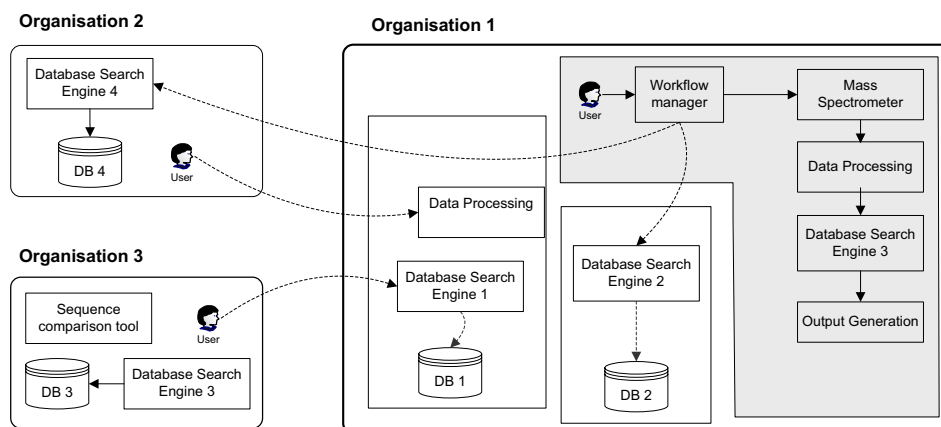 Organisation 2
Database Search
Engine 4
DB 4
User
Organisation 3
Sequence
comparison tool
User
DB 3
Database Search
Engine 3
Organisation 1
User
Workflow
manager
Mass
Spectrometer
Data Processing
Database Search
Engine 3
Output Generation
Data Processing
Database Search
Engine 1
DB 1
Database Search
Engine 2
DB 2